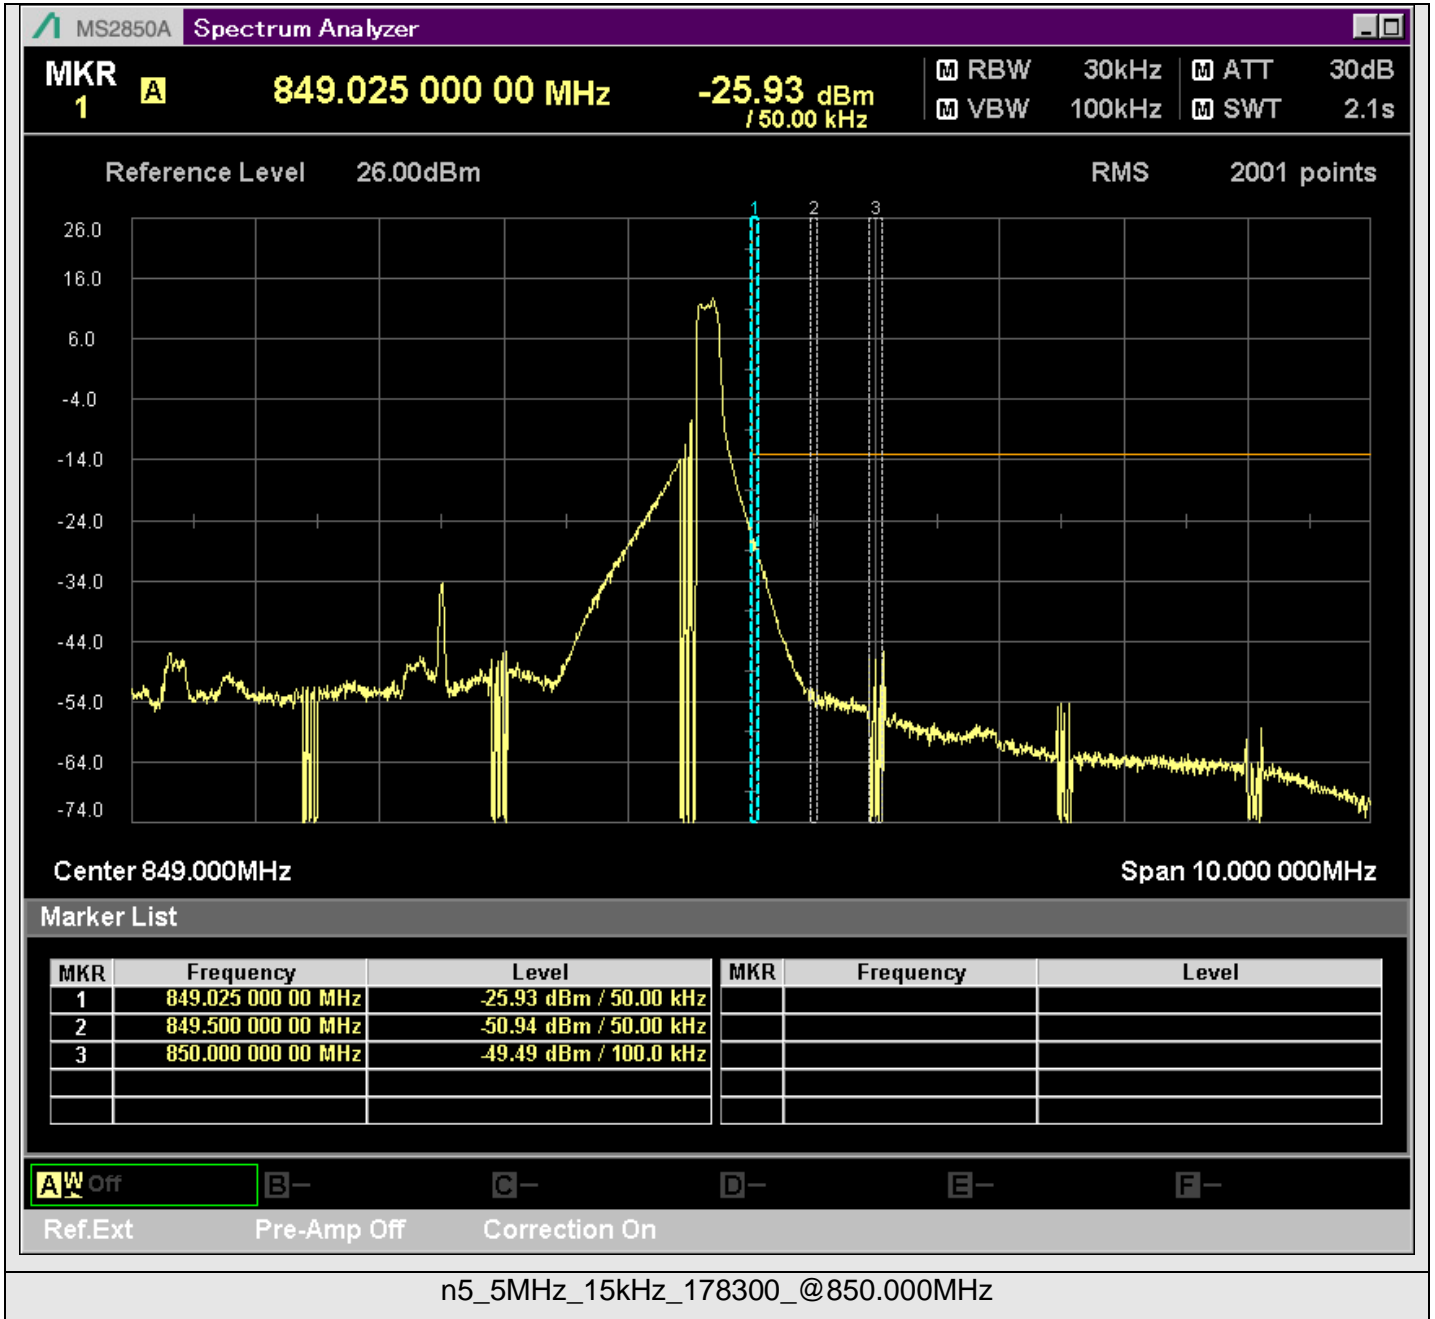 MS2850A Spectrum Analyzer
MKR 1 A 849.025 000 00 MHz -25.93 dBm / 50.00 kHz
M RBW 30kHz M ATT 30dB
M VBW 100kHz M SWT 2.1s
Reference Level 26.00dBm RMS 2001 points
1 2 3
26.0
16.0
6.0
-4.0
-14.0
-24.0
-34.0
-44.0
-54.0
-64.0
-74.0
Center 849.000MHz Span 10.000 000MHz
Marker List
MKR Frequency Level MKR Frequency Level
1 849.025 000 00 MHz -25.93 dBm / 50.00 kHz
2 849.500 000 00 MHz -50.94 dBm / 50.00 kHz
3 850.000 000 00 MHz -49.49 dBm / 100.0 kHz
A W Off B — C — D — E — F —
Ref.Ext Pre-Amp Off Correction On
n5_5MHz_15kHz_178300_@850.000MHz